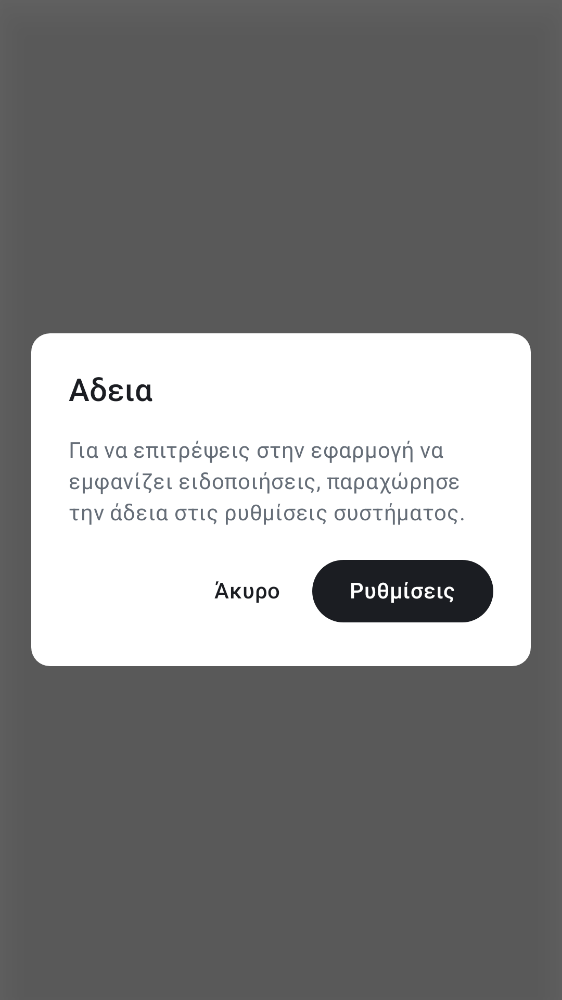 Αδεια
Για να επιτρέψεις στην εφαρμογή να
εμφανίζει ειδοποιήσεις, παραχώρησε
την άδεια στις ρυθμίσεις συστήματος.
Άκυρο
Ρυθμίσεις